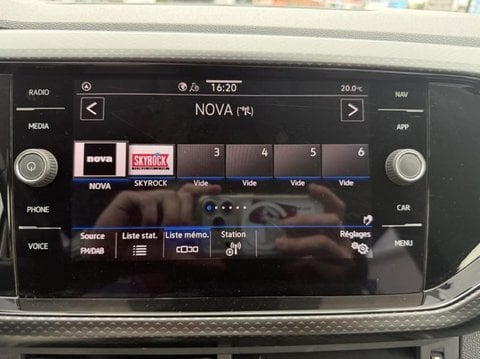 RADIO
16:20
20.0°C
NAV
NOVA
MEDIA
APP
nova
SKYROCK
3
4
5
6
NOVA
SKYROCK
Vide
Vide
Vide
Vide
PHONE
CAR
Source
Liste stat.
Liste mémo.
Station
Réglages
FM/DAB
VOICE
MENU